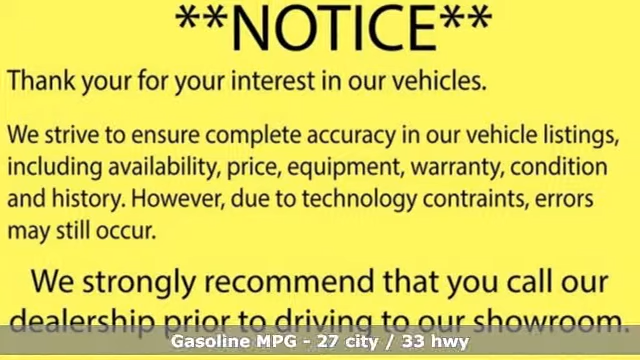 **NOTICE**
Thank your for your interest in our vehicles.
We strive to ensure complete accuracy in our vehicle listings,
including availability, price, equipment, warranty, condition
and history. However, due to technology contraints, errors
may still occur.
We strongly recommend that you call our
dealership prior to driving to our showroom.
Gasoline MPG - 27 city / 33 hwy